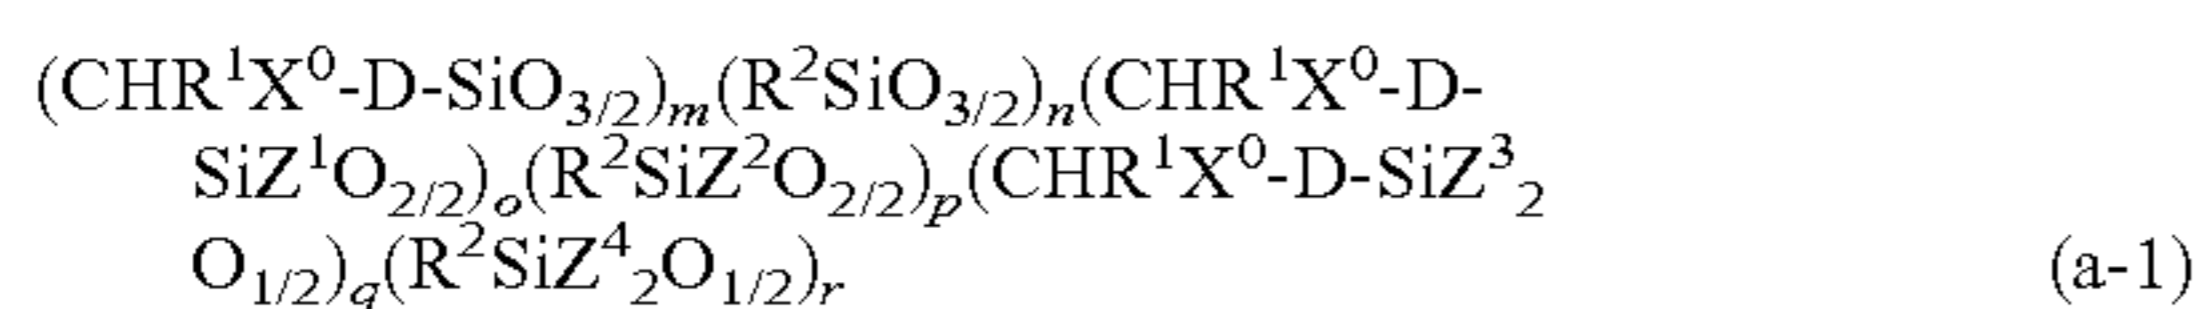 (CHR¹X⁰-D-SiO₃/₂)ₘ(R²SiO₃/₂)ₙ(CHR¹X⁰-D-
SiZ¹O₂/₂)ₒ(R²SiZ²O₂/₂)ₚ(CHR¹X⁰-D-SiZ³₂
O₁/₂)q(R²SiZ⁴₂O₁/₂)ᵣ (a-1)